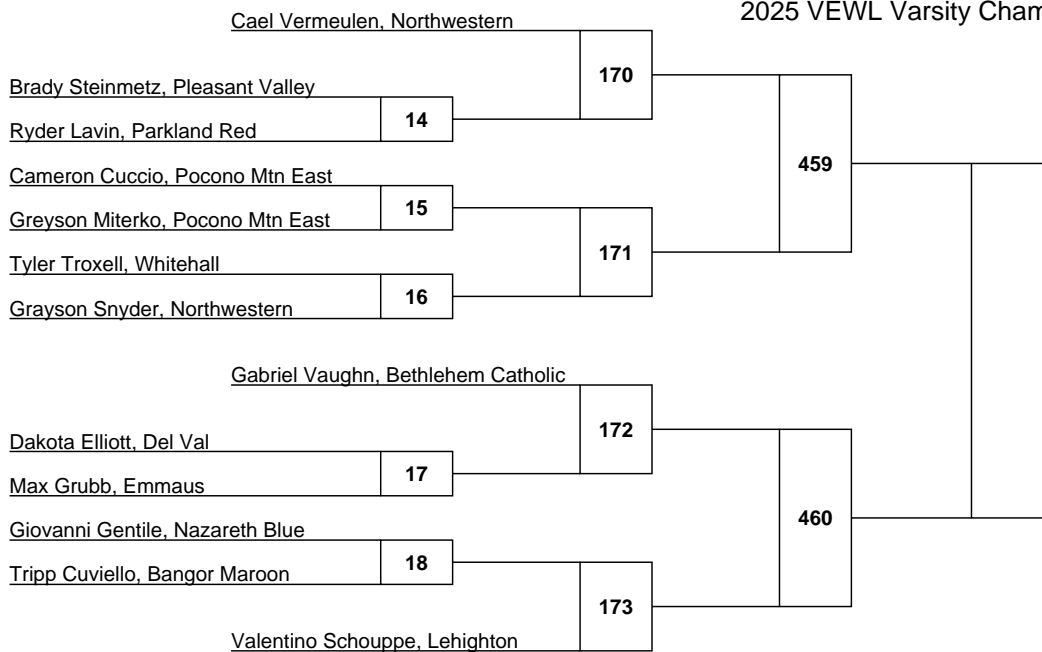 2025 VEWL Varsity Cham
Cael Vermeulen, Northwestern
170
Brady Steinmetz, Pleasant Valley
14
Ryder Lavin, Parkland Red
459
Cameron Cuccio, Pocono Mtn East
15
Greyson Miterko, Pocono Mtn East
171
Tyler Troxell, Whitehall
16
Grayson Snyder, Northwestern
Gabriel Vaughn, Bethlehem Catholic
172
Dakota Elliott, Del Val
17
Max Grubb, Emmaus
460
Giovanni Gentile, Nazareth Blue
18
Tripp Cuviello, Bangor Maroon
173
Valentino Schouppe, Lehighton